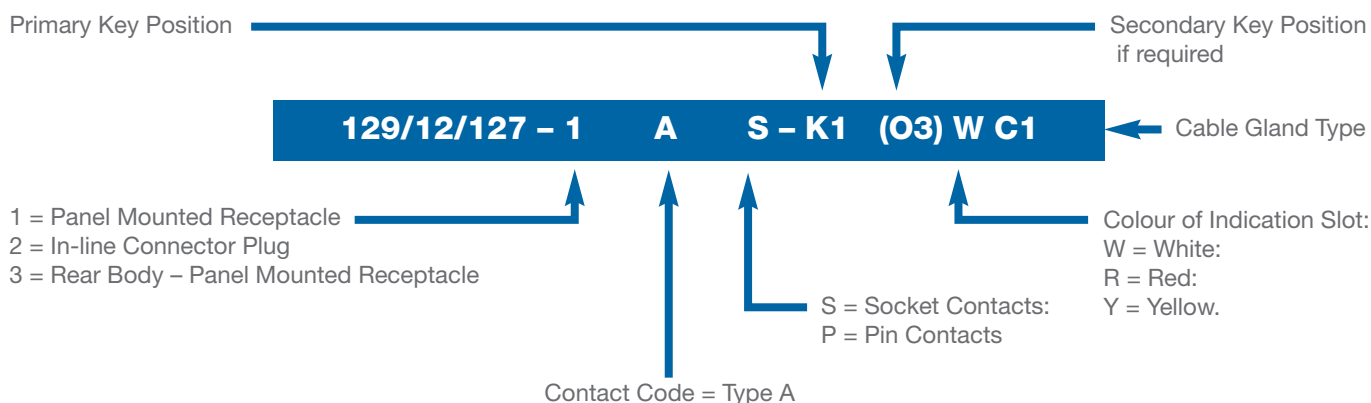 Primary Key Position
Secondary Key Position
if required
129/12/127 – 1 A S – K1 (O3) W C1
Cable Gland Type
1 = Panel Mounted Receptacle
2 = In-line Connector Plug
3 = Rear Body – Panel Mounted Receptacle
Colour of Indication Slot:
W = White:
R = Red:
Y = Yellow.
S = Socket Contacts:
P = Pin Contacts
Contact Code = Type A